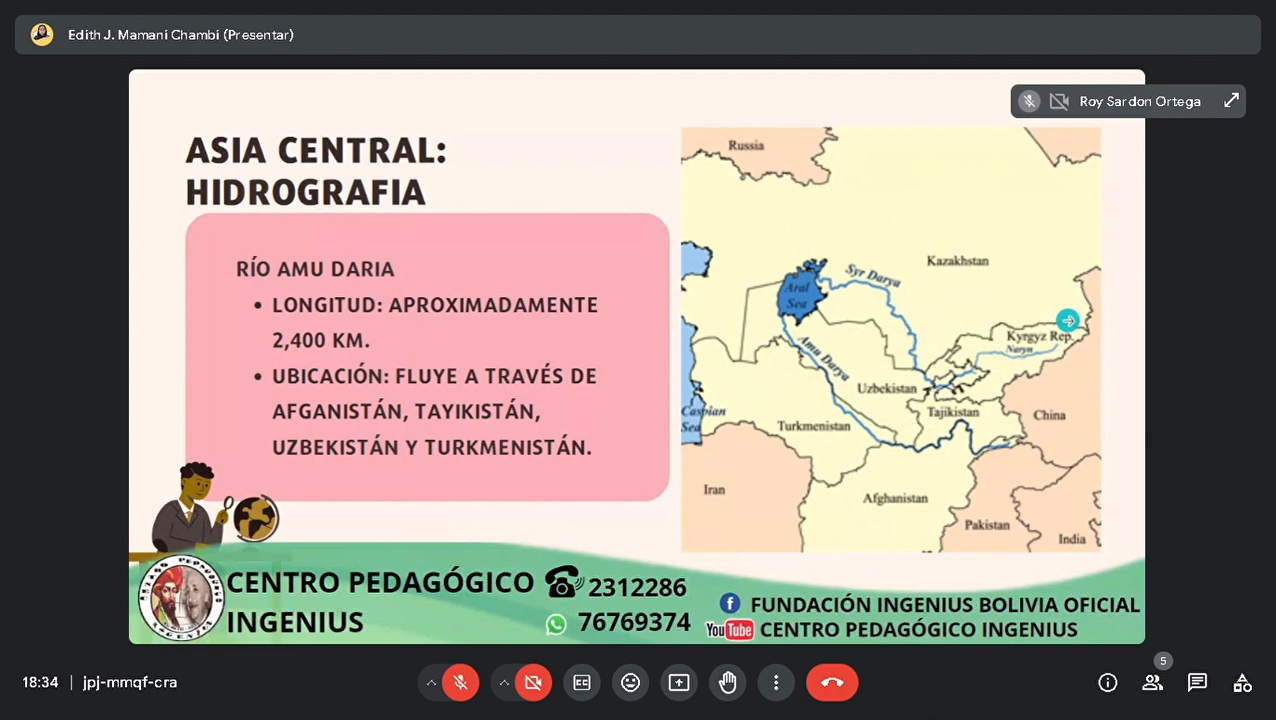 Edith J. Mamani Chambi (Presentar)
Roy Sardon Ortega
ASIA CENTRAL:
HIDROGRAFIA
RÍO AMU DARIA
• LONGITUD: APROXIMADAMENTE
2,400 KM.
• UBICACIÓN: FLUYE A TRAVÉS DE
AFGANISTÁN, TAYIKISTÁN,
UZBEKISTÁN Y TURKMENISTÁN.
Russia
Kazakhstan
Syr Darya
Aral
Sea
Kyrgyz Rep.
Naryn
Amu Darya
Uzbekistan
Caspian
Sea
Turkmenistan
Tajikistan
China
Iran
Afghanistan
Pakistan
India
CENTRO PEDAGÓGICO
INGENIUS
2312286
76769374
FUNDACIÓN INGENIUS BOLIVIA OFICIAL
YouTube CENTRO PEDAGÓGICO INGENIUS
18:34 | jpj-mmqf-cra
5